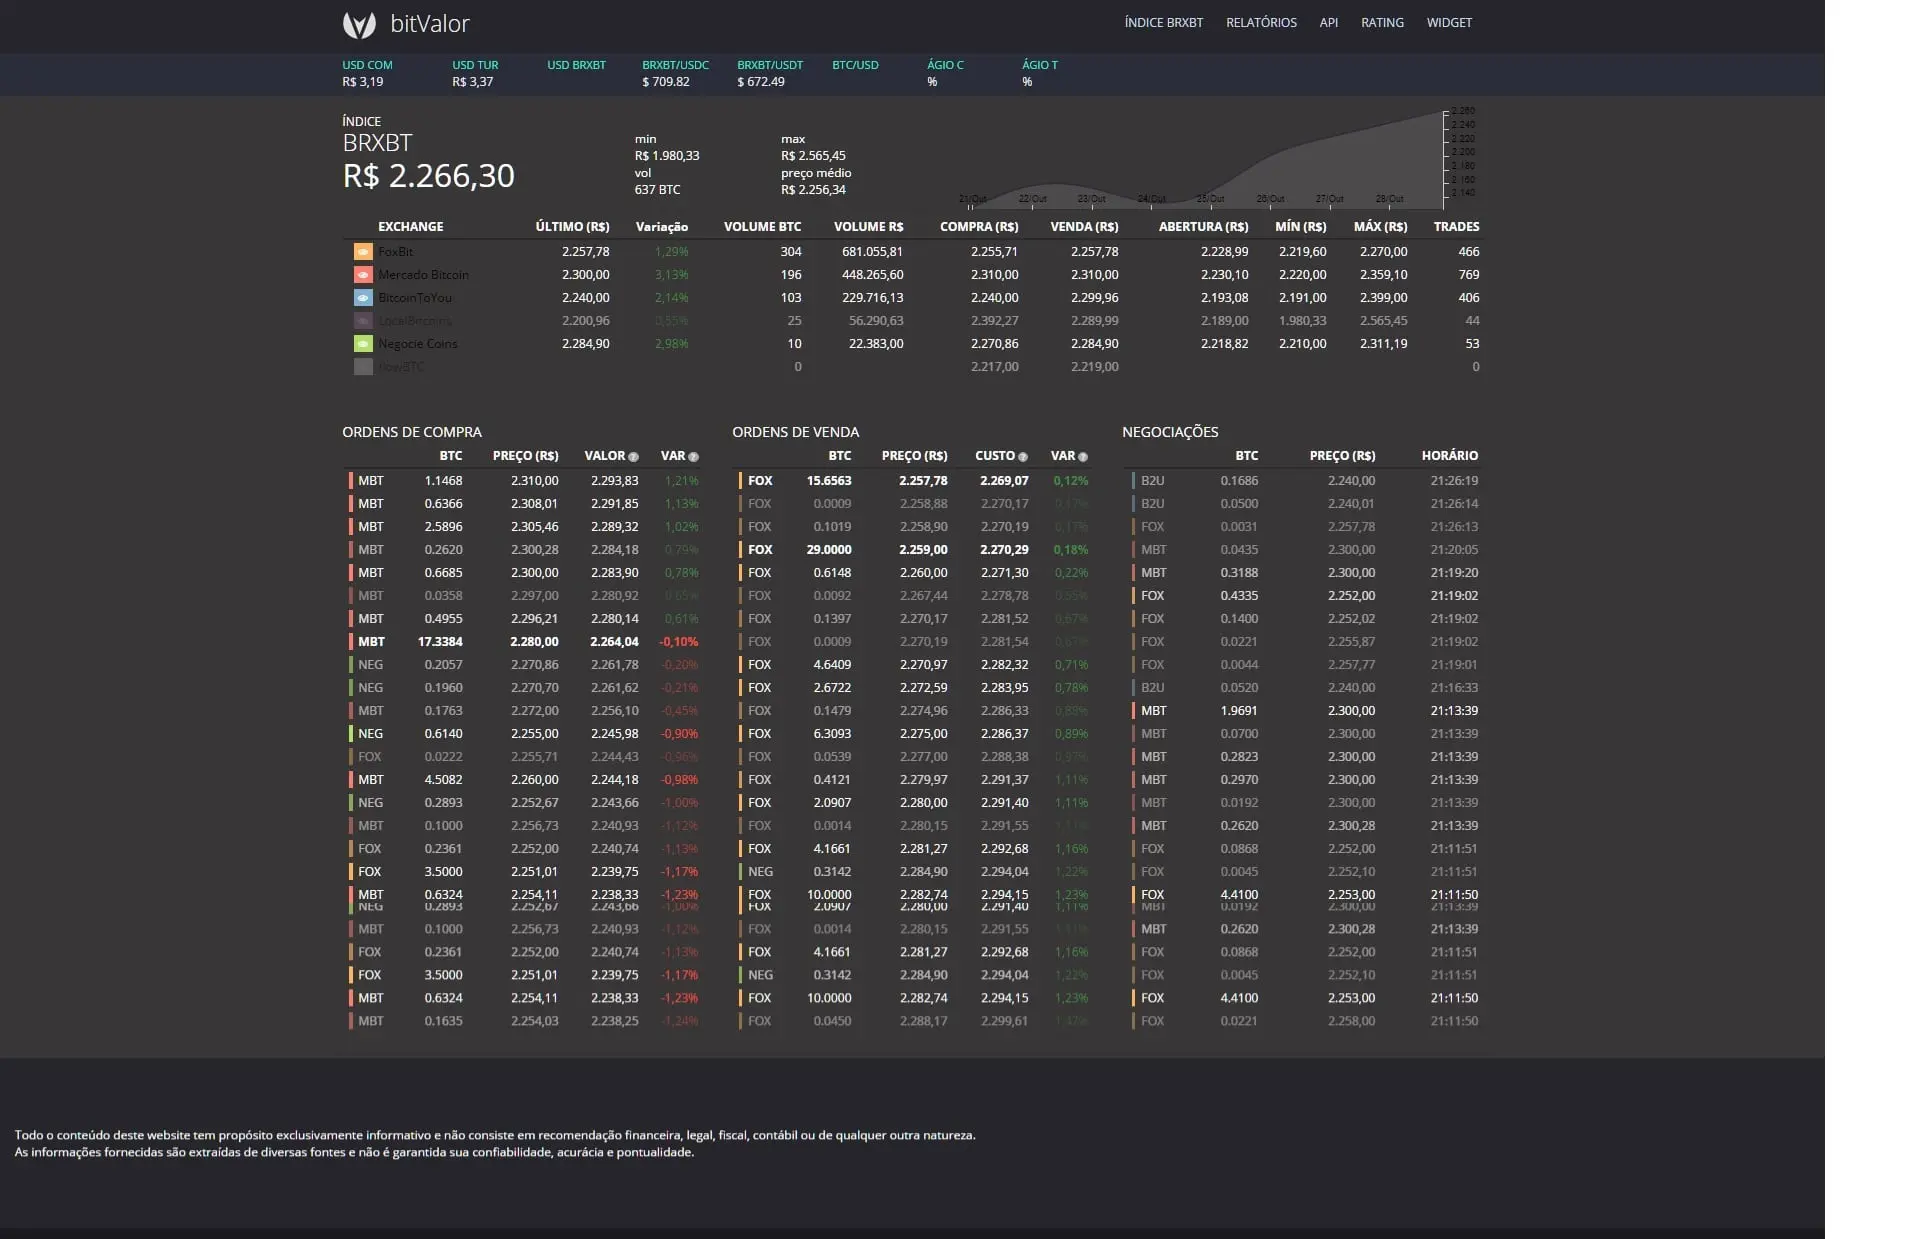 bitValor
ÍNDICE BRXBT RELATÓRIOS API RATING WIDGET
USD COM USD TUR USD BRXBT BRXBT/USDC BRXBT/USDT BTC/USD ÁGIO C ÁGIO T
R$ 3,19 R$ 3,37 $ 709.82 $ 672.49 % %
ÍNDICE
BRXBT
R$ 2.266,30
min max
R$ 1.980,33 R$ 2.565,45
vol preço médio
637 BTC R$ 2.256,34
2.260
2.240
2.220
2.200
2.180
2.160
2.140
21/Out 22/Out 23/Out 24/Out 25/Out 26/Out 27/Out 28/Out
EXCHANGE ÚLTIMO (R$) Variação VOLUME BTC VOLUME R$ COMPRA (R$) VENDA (R$) ABERTURA (R$) MÍN (R$) MÁX (R$) TRADES
FoxBit 2.257,78 1,29% 304 681.055,81 2.255,71 2.257,78 2.228,99 2.219,60 2.270,00 466
Mercado Bitcoin 2.300,00 3,13% 196 448.265,60 2.310,00 2.310,00 2.230,10 2.220,00 2.359,10 769
BitcoinToYou 2.240,00 2,14% 103 229.716,13 2.240,00 2.299,96 2.193,08 2.191,00 2.399,00 406
LocalBitcoins 2.200,96 0,55% 25 56.290,63 2.392,27 2.289,99 2.189,00 1.980,33 2.565,45 44
Negocie Coins 2.284,90 2,98% 10 22.383,00 2.270,86 2.284,90 2.218,82 2.210,00 2.311,19 53
flowBTC 0 2.217,00 2.219,00 0
ORDENS DE COMPRA
BTC PREÇO (R$) VALOR VAR
MBT 1.1468 2.310,00 2.293,83 1,21%
MBT 0.6366 2.308,01 2.291,85 1,13%
MBT 2.5896 2.305,46 2.289,32 1,02%
MBT 0.2620 2.300,28 2.284,18 0,79%
MBT 0.6685 2.300,00 2.283,90 0,78%
MBT 0.0358 2.297,00 2.280,92 0,65%
MBT 0.4955 2.296,21 2.280,14 0,61%
MBT 17.3384 2.280,00 2.264,04 -0,10%
NEG 0.2057 2.270,86 2.261,78 -0,20%
NEG 0.1960 2.270,70 2.261,62 -0,21%
MBT 0.1763 2.272,00 2.256,10 -0,45%
NEG 0.6140 2.255,00 2.245,98 -0,90%
FOX 0.0222 2.255,71 2.244,43 -0,96%
MBT 4.5082 2.260,00 2.244,18 -0,98%
NEG 0.2893 2.252,67 2.243,66 -1,00%
MBT 0.1000 2.256,73 2.240,93 -1,12%
FOX 0.2361 2.252,00 2.240,74 -1,13%
FOX 3.5000 2.251,01 2.239,75 -1,17%
MBT 0.6324 2.254,11 2.238,33 -1,23%
NEG 0.2893 2.252,67 2.243,66 -1,00%
MBT 0.1000 2.256,73 2.240,93 -1,12%
FOX 0.2361 2.252,00 2.240,74 -1,13%
FOX 3.5000 2.251,01 2.239,75 -1,17%
MBT 0.6324 2.254,11 2.238,33 -1,23%
MBT 0.1635 2.254,03 2.238,25 -1,24%
ORDENS DE VENDA
BTC PREÇO (R$) CUSTO VAR
FOX 15.6563 2.257,78 2.269,07 0,12%
FOX 0.0009 2.258,88 2.270,17 0,17%
FOX 0.1019 2.258,90 2.270,19 0,17%
FOX 29.0000 2.259,00 2.270,29 0,18%
FOX 0.6148 2.260,00 2.271,30 0,22%
FOX 0.0092 2.267,44 2.278,78 0,55%
FOX 0.1397 2.270,17 2.281,52 0,67%
FOX 0.0009 2.270,19 2.281,54 0,67%
FOX 4.6409 2.270,97 2.282,32 0,71%
FOX 2.6722 2.272,59 2.283,95 0,78%
FOX 0.1479 2.274,96 2.286,33 0,88%
FOX 6.3093 2.275,00 2.286,37 0,89%
FOX 0.0539 2.277,00 2.288,38 0,97%
FOX 0.4121 2.279,97 2.291,37 1,11%
FOX 2.0907 2.280,00 2.291,40 1,11%
FOX 0.0014 2.280,15 2.291,55 1,11%
FOX 4.1661 2.281,27 2.292,68 1,16%
NEG 0.3142 2.284,90 2.294,04 1,22%
FOX 10.0000 2.282,74 2.294,15 1,23%
FOX 2.0907 2.280,00 2.291,40 1,11%
FOX 0.0014 2.280,15 2.291,55 1,11%
FOX 4.1661 2.281,27 2.292,68 1,16%
NEG 0.3142 2.284,90 2.294,04 1,22%
FOX 10.0000 2.282,74 2.294,15 1,23%
FOX 0.0450 2.288,17 2.299,61 1,47%
NEGOCIAÇÕES
BTC PREÇO (R$) HORÁRIO
B2U 0.1686 2.240,00 21:26:19
B2U 0.0500 2.240,01 21:26:14
FOX 0.0031 2.257,78 21:26:13
MBT 0.0435 2.300,00 21:20:05
MBT 0.3188 2.300,00 21:19:20
FOX 0.4335 2.252,00 21:19:02
FOX 0.1400 2.252,02 21:19:02
FOX 0.0221 2.255,87 21:19:02
FOX 0.0044 2.257,77 21:19:01
B2U 0.0520 2.240,00 21:16:33
MBT 1.9691 2.300,00 21:13:39
MBT 0.0700 2.300,00 21:13:39
MBT 0.2823 2.300,00 21:13:39
MBT 0.2970 2.300,00 21:13:39
MBT 0.0192 2.300,00 21:13:39
MBT 0.2620 2.300,28 21:13:39
FOX 0.0868 2.252,00 21:11:51
FOX 0.0045 2.252,10 21:11:51
FOX 4.4100 2.253,00 21:11:50
MBT 0.0192 2.300,00 21:13:39
MBT 0.2620 2.300,28 21:13:39
FOX 0.0868 2.252,00 21:11:51
FOX 0.0045 2.252,10 21:11:51
FOX 4.4100 2.253,00 21:11:50
FOX 0.0221 2.258,00 21:11:50
Todo o conteúdo deste website tem propósito exclusivamente informativo e não consiste em recomendação financeira, legal, fiscal, contábil ou de qualquer outra natureza.
As informações fornecidas são extraídas de diversas fontes e não é garantida sua confiabilidade, acurácia e pontualidade.